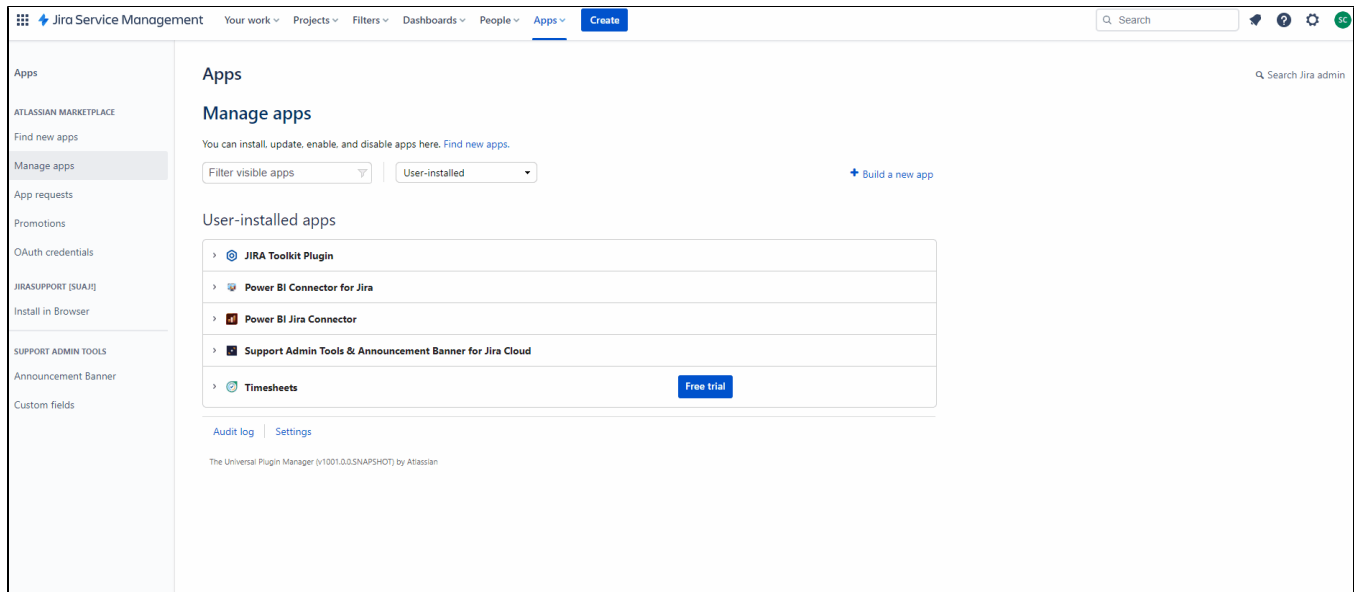 Jira Service Management Your work Projects Filters Dashboards People Apps Create Search SC
Apps
ATLASSIAN MARKETPLACE
Find new apps
Manage apps
App requests
Promotions
OAuth credentials
JIRASUPPORT [SUAJ!]
Install in Browser
SUPPORT ADMIN TOOLS
Announcement Banner
Custom fields
Apps
Search Jira admin
Manage apps
You can install, update, enable, and disable apps here. Find new apps.
Filter visible apps User-installed Build a new app
User-installed apps
JIRA Toolkit Plugin
Power BI Connector for Jira
Power BI Jira Connector
Support Admin Tools & Announcement Banner for Jira Cloud
Timesheets Free trial
Audit log Settings
The Universal Plugin Manager (v1001.0.0.SNAPSHOT) by Atlassian